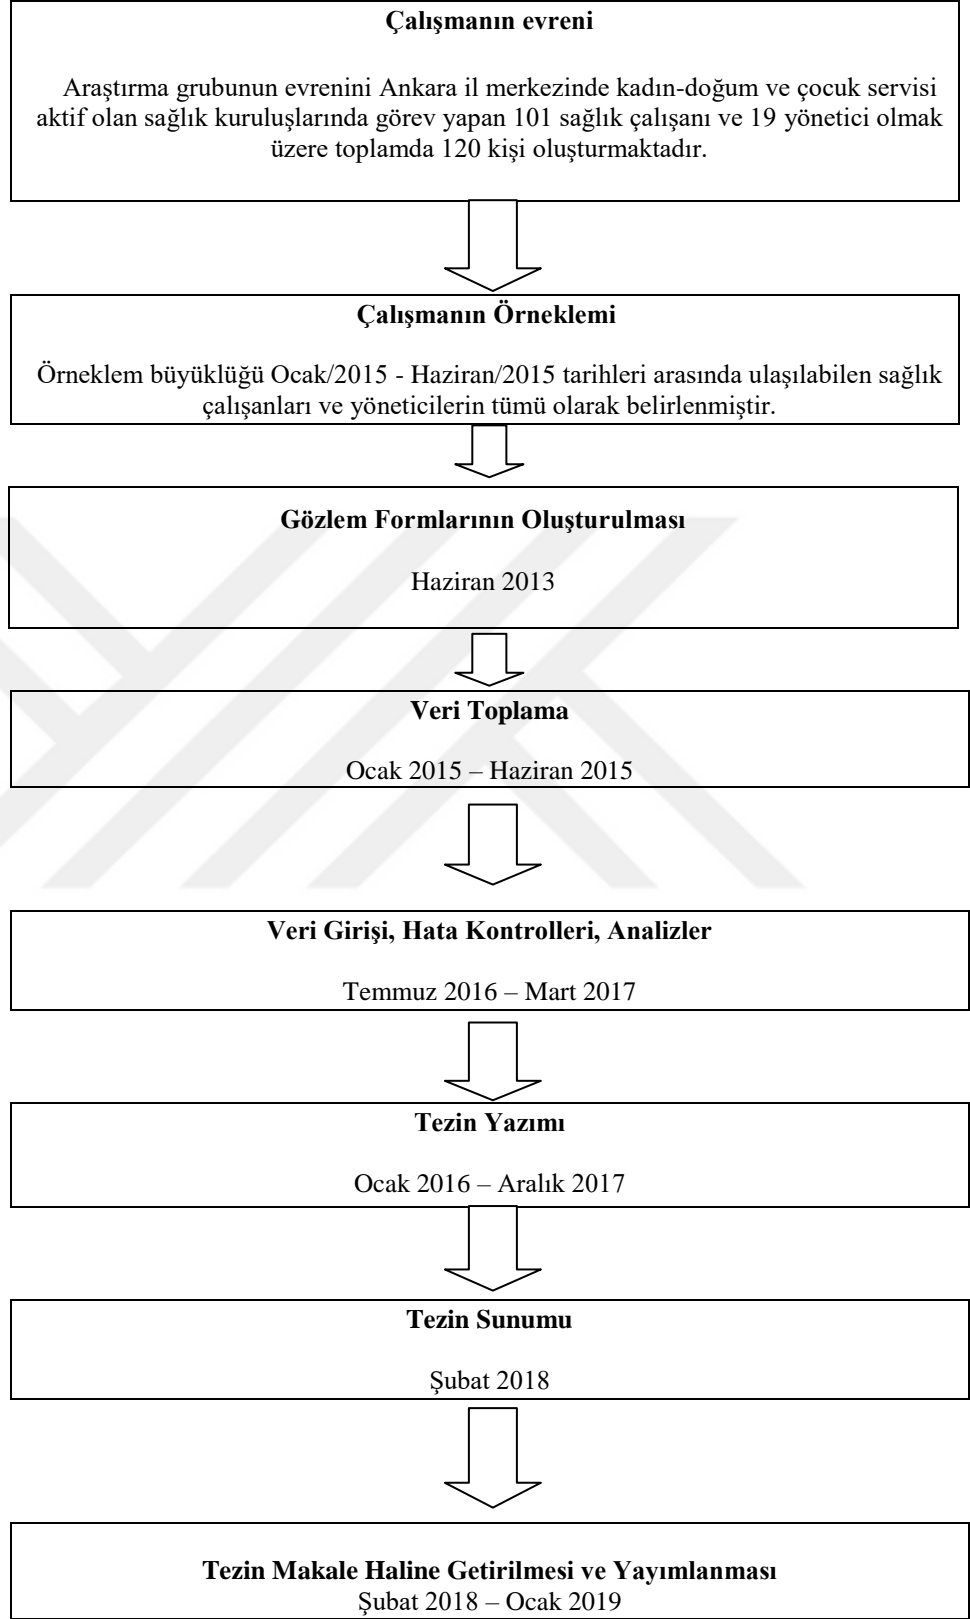 Çalışmanın evreni
Araştırma grubunun evrenini Ankara il merkezinde kadın-doğum ve çocuk servisi
aktif olan sağlık kuruluşlarında görev yapan 101 sağlık çalışanı ve 19 yönetici olmak
üzere toplamda 120 kişi oluşturmaktadır.
Çalışmanın Örneklemi
Örneklem büyüklüğü Ocak/2015 - Haziran/2015 tarihleri arasında ulaşılabilen sağlık
çalışanları ve yöneticilerin tümü olarak belirlenmiştir.
Gözlem Formlarının Oluşturulması
Haziran 2013
Veri Toplama
Ocak 2015 – Haziran 2015
Veri Girişi, Hata Kontrolleri, Analizler
Temmuz 2016 – Mart 2017
Tezin Yazımı
Ocak 2016 – Aralık 2017
Tezin Sunumu
Şubat 2018
Tezin Makale Haline Getirilmesi ve Yayımlanması
Şubat 2018 – Ocak 2019